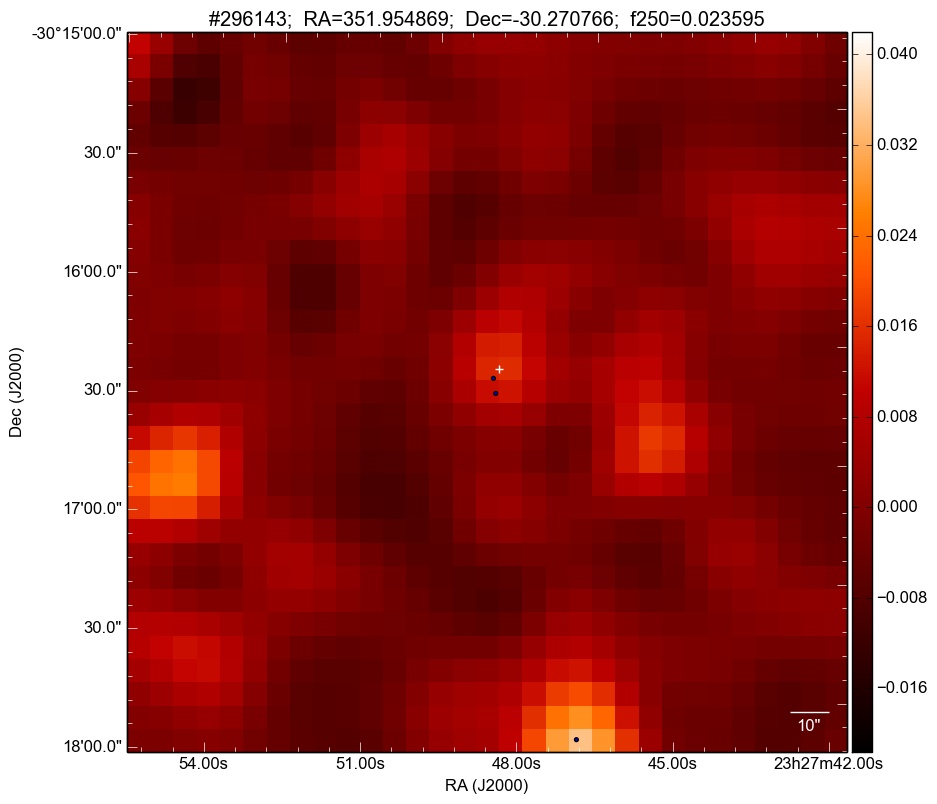 #296143;  RA=351.954869;  Dec=-30.270766;  f250=0.023595
-30°15'00.0"
30.0"
16'00.0"
30.0"
17'00.0"
30.0"
18'00.0"
Dec (J2000)
54.00s
51.00s
48.00s
45.00s
23h27m42.00s
RA (J2000)
10"
0.040
0.032
0.024
0.016
0.008
0.000
−0.008
−0.016